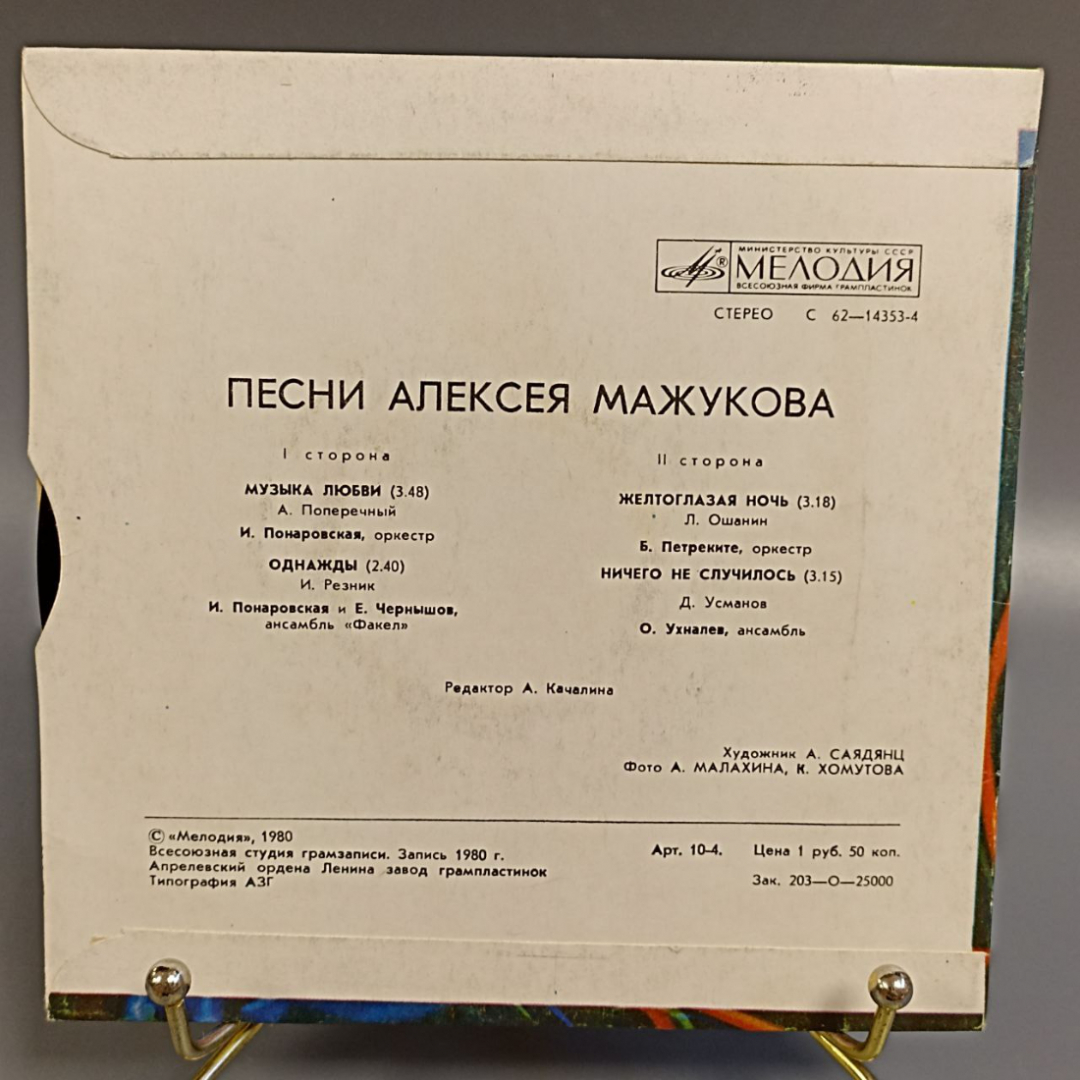 МИНИСТЕРСТВО КУЛЬТУРЫ СССР
МЕЛОДИЯ
ВСЕСОЮЗНАЯ ФИРМА ГРАМПЛАСТИНОК
СТЕРЕО С 62—14353-4
ПЕСНИ АЛЕКСЕЯ МАЖУКОВА
I сторона
МУЗЫКА ЛЮБВИ (3.48)
А. Поперечный
И. Понаровская, оркестр
ОДНАЖДЫ (2.40)
И. Резник
И. Понаровская и Е. Чернышов,
ансамбль «Факел»
II сторона
ЖЕЛТОГЛАЗАЯ НОЧЬ (3.18)
Л. Ошанин
Б. Петреките, оркестр
НИЧЕГО НЕ СЛУЧИЛОСЬ (3.15)
Д. Усманов
О. Ухналев, ансамбль
Редактор А. Качалина
Художник А. САЯДЯНЦ
Фото А. МАЛАХИНА, К. ХОМУТОВА
© «Мелодия», 1980
Всесоюзная студия грамзаписи. Запись 1980 г.
Апрелевский ордена Ленина завод грампластинок
Типография АЗГ
Арт. 10-4. Цена 1 руб. 50 коп.
Зак. 203—О—25000